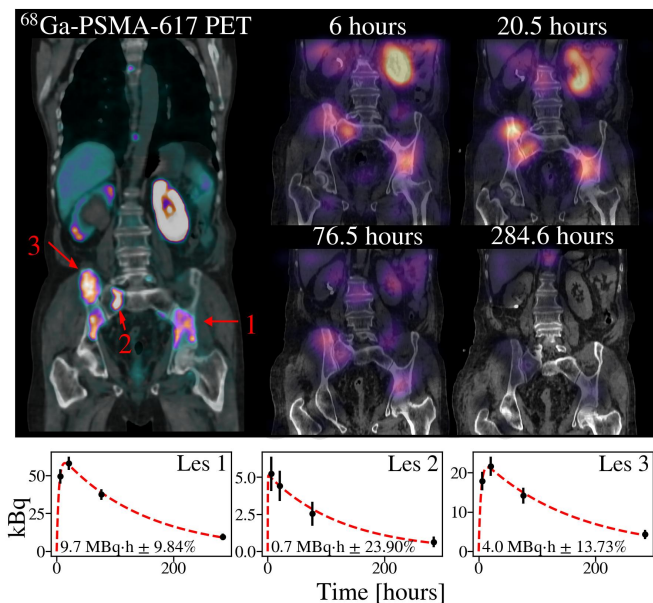 ⁶⁸Ga-PSMA-617 PET
6 hours
20.5 hours
3
2
1
76.5 hours
284.6 hours
kBq
Les 1
50
25
0
9.7 MBq·h ± 9.84%
200
Les 2
5.0
2.5
0.0
0.7 MBq·h ± 23.90%
200
Les 3
20
10
0
4.0 MBq·h ± 13.73%
200
Time [hours]